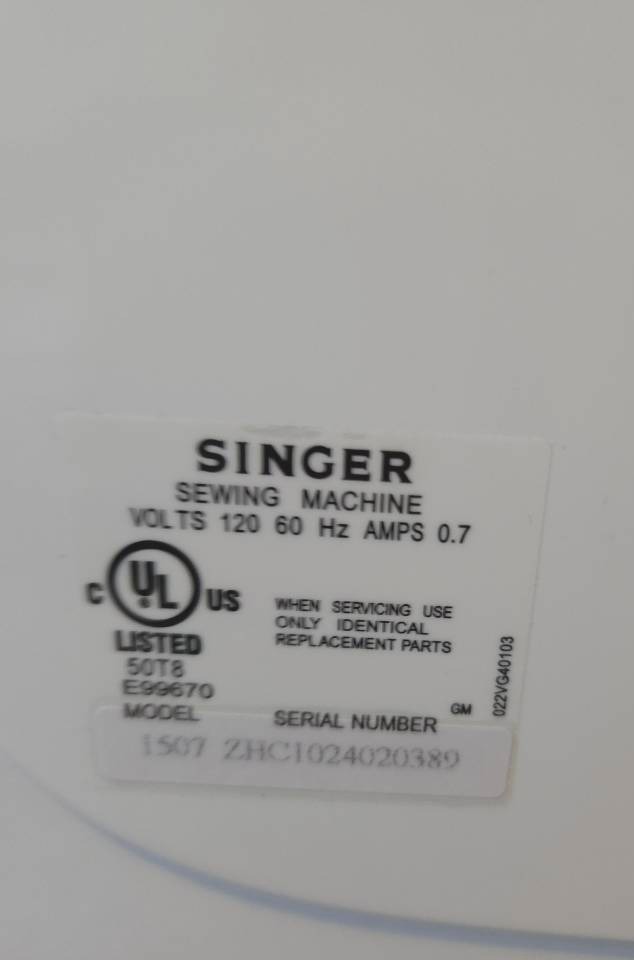 SINGER
SEWING MACHINE
VOLTS 120 60 Hz AMPS 0.7
C UL US
LISTED
50T8
E99670
WHEN SERVICING USE
ONLY IDENTICAL
REPLACEMENT PARTS
022VG40103
GM
MODEL SERIAL NUMBER
1507 ZHC1024020389